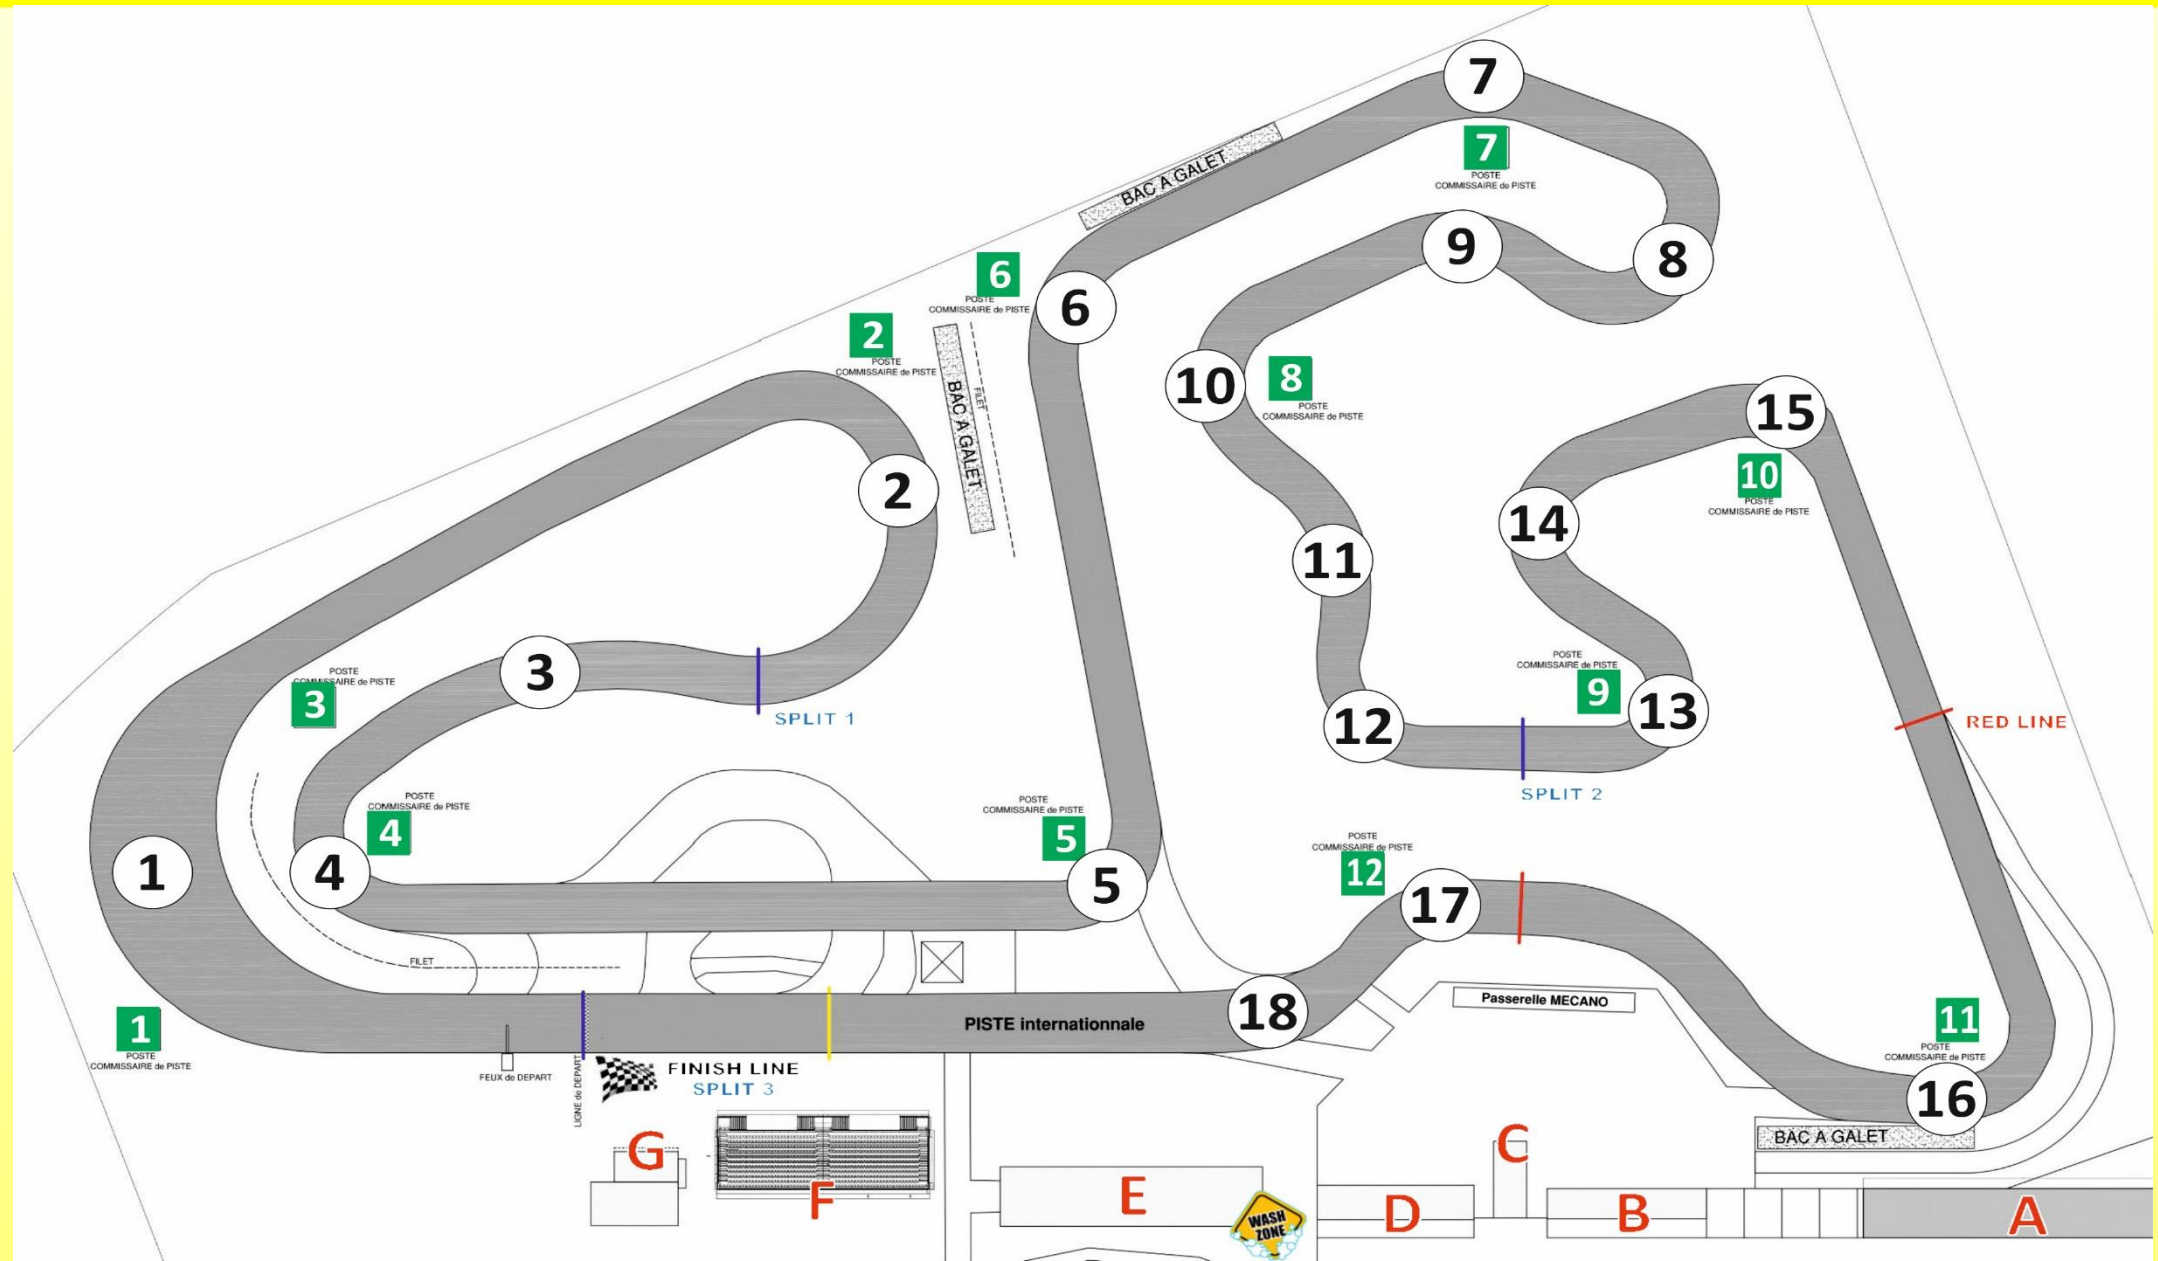 7
BAC A GALET
7
POSTE
COMMISSAIRE de PISTE
9
8
6
POSTE
COMMISSAIRE de PISTE
6
2
POSTE
COMMISSAIRE de PISTE
BAC A GALET
FILET
10
8
POSTE
COMMISSAIRE de PISTE
15
10
POSTE
COMMISSAIRE de PISTE
2
14
11
3
POSTE
COMMISSAIRE de PISTE
3
SPLIT 1
POSTE
COMMISSAIRE de PISTE
9
13
12
RED LINE
SPLIT 2
POSTE
COMMISSAIRE de PISTE
4
POSTE
COMMISSAIRE de PISTE
5
POSTE
COMMISSAIRE de PISTE
12
1
4
5
17
FILET
Passerelle MECANO
18
PISTE internationnale
1
POSTE
COMMISSAIRE de PISTE
11
POSTE
COMMISSAIRE de PISTE
FEUX de DEPART
LIGNE de DEPART
FINISH LINE
SPLIT 3
16
BAC A GALET
G
F
E
WASH
ZONE
D
C
B
A